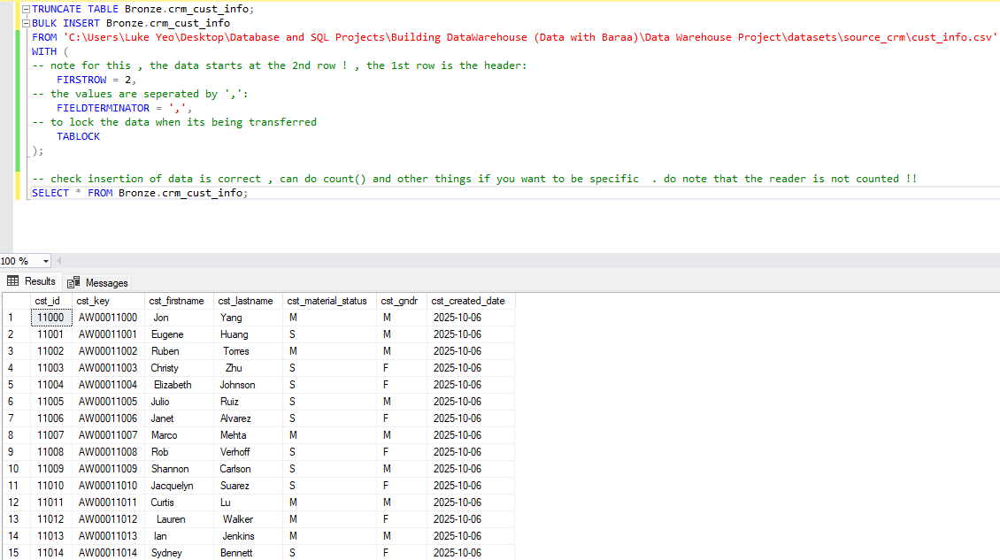 TRUNCATE TABLE Bronze.crm_cust_info;
BULK INSERT Bronze.crm_cust_info
FROM 'C:\Users\Luke Yeo\Desktop\Database and SQL Projects\Building DataWarehouse (Data with Baraa)\Data Warehouse Project\datasets\source_crm\cust_info.csv'
WITH (
-- note for this , the data starts at the 2nd row ! , the 1st row is the header:
FIRSTROW = 2,
-- the values are seperated by ',':
FIELDTERMINATOR = ',',
-- to lock the data when its being transferred
TABLOCK
);
-- check insertion of data is correct , can do count() and other things if you want to be specific  . do note that the reader is not counted !!
SELECT * FROM Bronze.crm_cust_info;
100 %
Results Messages
cst_id cst_key cst_firstname cst_lastname cst_material_status cst_gndr cst_created_date
1 11000 AW00011000 Jon Yang M M 2025-10-06
2 11001 AW00011001 Eugene Huang S M 2025-10-06
3 11002 AW00011002 Ruben Torres M M 2025-10-06
4 11003 AW00011003 Christy Zhu S F 2025-10-06
5 11004 AW00011004 Elizabeth Johnson S F 2025-10-06
6 11005 AW00011005 Julio Ruiz S M 2025-10-06
7 11006 AW00011006 Janet Alvarez S F 2025-10-06
8 11007 AW00011007 Marco Mehta M M 2025-10-06
9 11008 AW00011008 Rob Verhoff S F 2025-10-06
10 11009 AW00011009 Shannon Carlson S M 2025-10-06
11 11010 AW00011010 Jacquelyn Suarez S F 2025-10-06
12 11011 AW00011011 Curtis Lu M M 2025-10-06
13 11012 AW00011012 Lauren Walker M F 2025-10-06
14 11013 AW00011013 Ian Jenkins M M 2025-10-06
15 11014 AW00011014 Sydney Bennett S F 2025-10-06